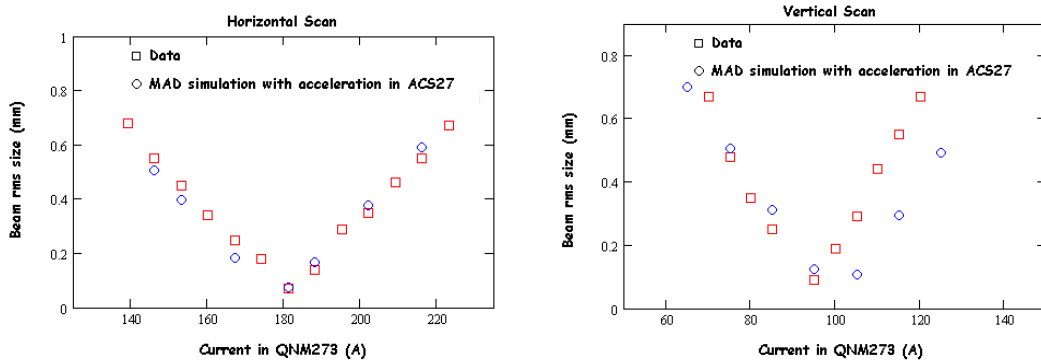 Horizontal Scan
1
0.8
0.6
0.4
0.2
0
Beam rms size (mm)
Data
MAD simulation with acceleration in ACS27
140 160 180 200 220
Current in QNM273 (A)
Vertical Scan
0.8
0.6
0.4
0.2
0
Beam rms size (mm)
Data
MAD simulation with acceleration in ACS27
60 80 100 120 140
Current in QNM273 (A)